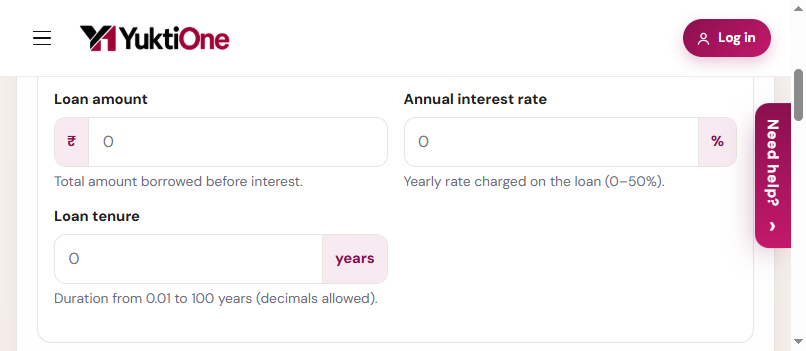 YuktiOne
Log in
Loan amount
₹ 0
Total amount borrowed before interest.
Annual interest rate
0 %
Yearly rate charged on the loan (0–50%).
Loan tenure
0 years
Duration from 0.01 to 100 years (decimals allowed).
Need help? ›